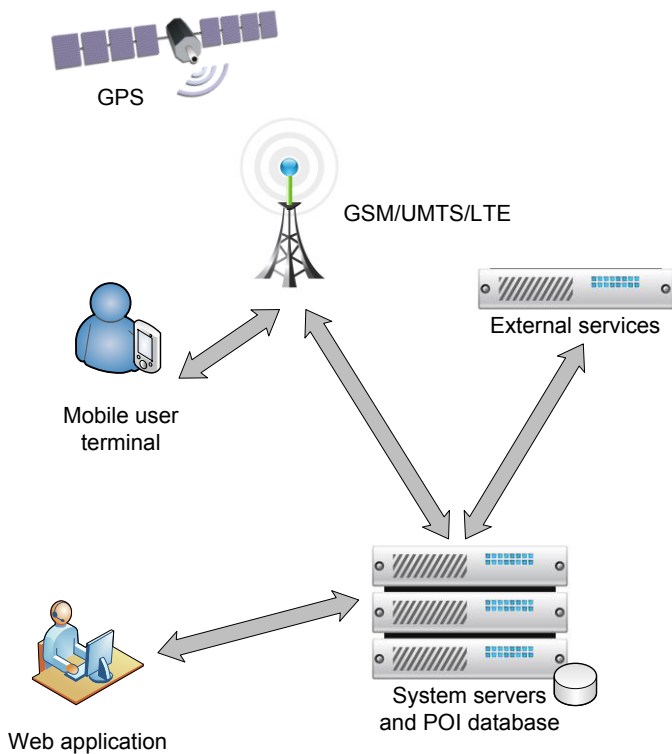 GPS
GSM/UMTS/LTE
External services
Mobile user
terminal
System servers
and POI database
Web application